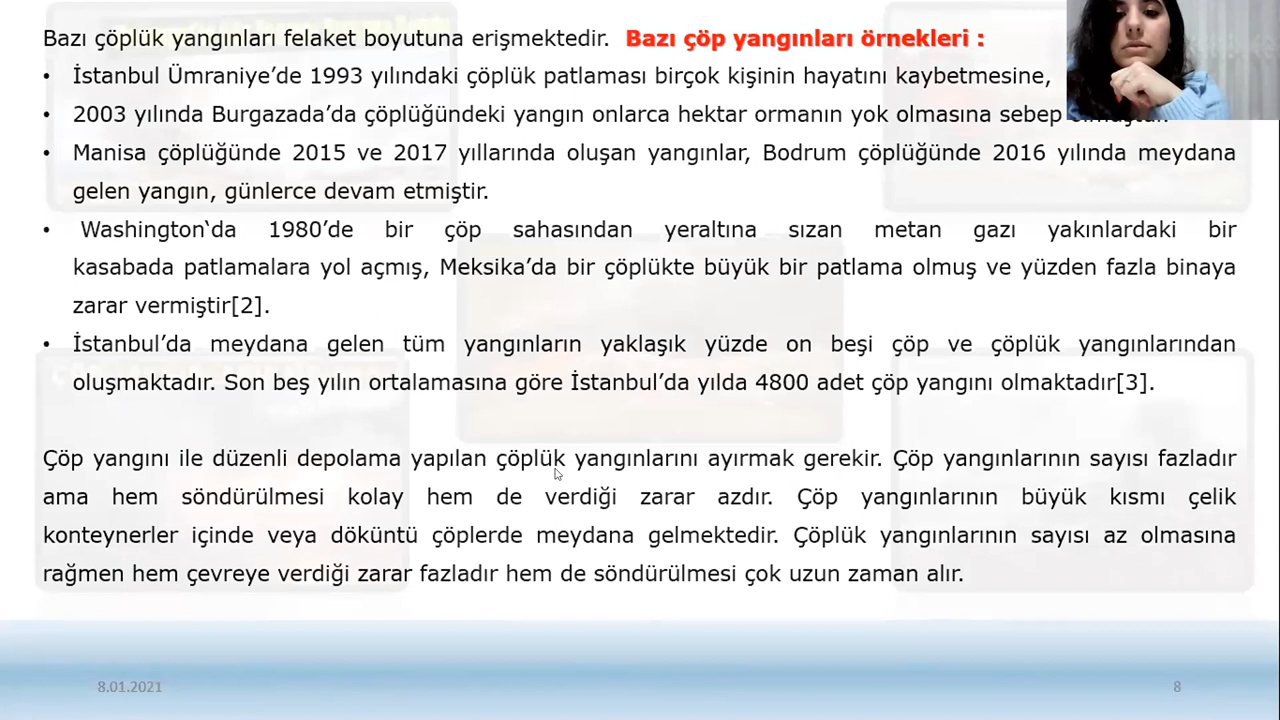 Bazı çöplük yangınları felaket boyutuna erişmektedir. Bazı çöp yangınları örnekleri :
• İstanbul Ümraniye’de 1993 yılındaki çöplük patlaması birçok kişinin hayatını kaybetmesine,
• 2003 yılında Burgazada’da çöplüğündeki yangın onlarca hektar ormanın yok olmasına sebep
• Manisa çöplüğünde 2015 ve 2017 yıllarında oluşan yangınlar, Bodrum çöplüğünde 2016 yılında meydana
gelen yangın, günlerce devam etmiştir.
• Washington‘da 1980’de bir çöp sahasından yeraltına sızan metan gazı yakınlardaki bir
kasabada patlamalara yol açmış, Meksika’da bir çöplükte büyük bir patlama olmuş ve yüzden fazla binaya
zarar vermiştir[2].
• İstanbul’da meydana gelen tüm yangınların yaklaşık yüzde on beşi çöp ve çöplük yangınlarından
oluşmaktadır. Son beş yılın ortalamasına göre İstanbul’da yılda 4800 adet çöp yangını olmaktadır[3].
Çöp yangını ile düzenli depolama yapılan çöplük yangınlarını ayırmak gerekir. Çöp yangınlarının sayısı fazladır
ama hem söndürülmesi kolay hem de verdiği zarar azdır. Çöp yangınlarının büyük kısmı çelik
konteynerler içinde veya döküntü çöplerde meydana gelmektedir. Çöplük yangınlarının sayısı az olmasına
rağmen hem çevreye verdiği zarar fazladır hem de söndürülmesi çok uzun zaman alır.
8.01.2021
8